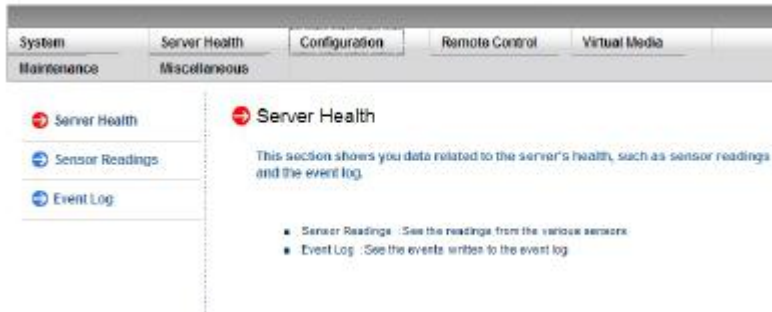 System Server Health Configuration Remote Control Virtual Media
Maintenance Miscellaneous
Server Health
Sensor Readings
Event Log
Server Health
This section shows you data related to the server's health, such as sensor readings
and the event log.
Sensor Readings : See the readings from the various sensors
Event Log : See the events written to the event log